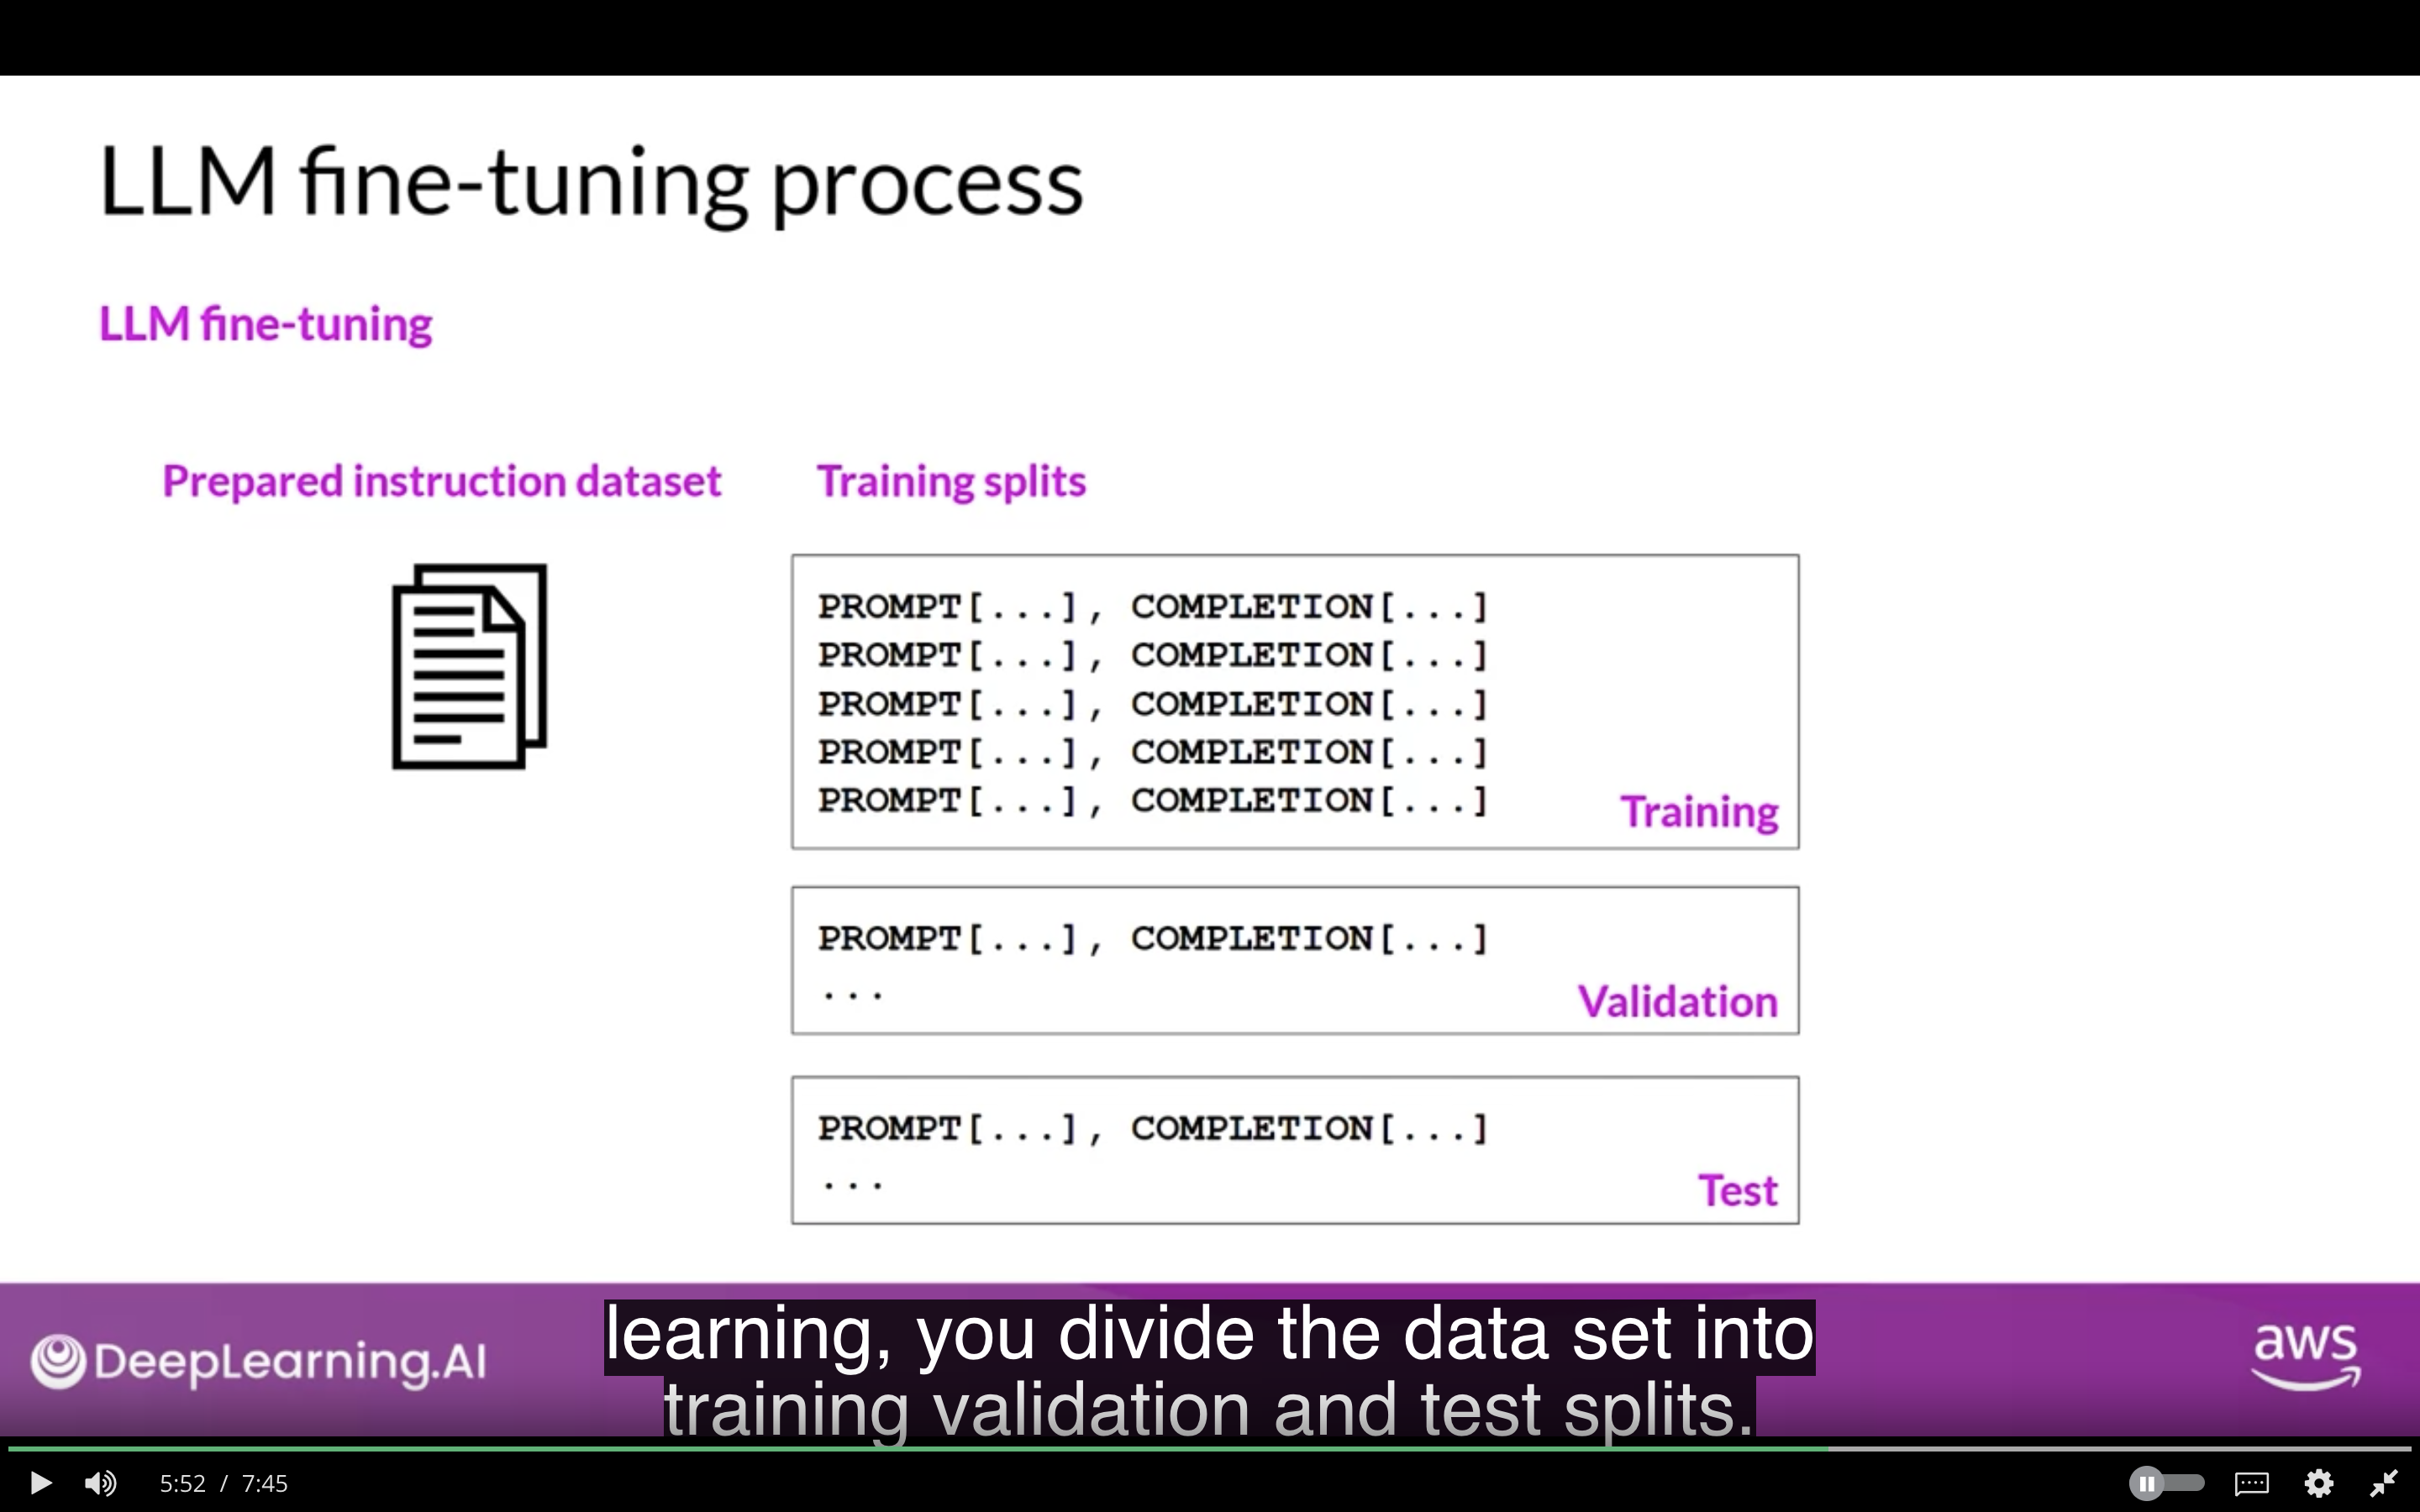 LLM fine-tuning process
LLM fine-tuning
Prepared instruction dataset
Training splits
PROMPT[...], COMPLETION[...]
PROMPT[...], COMPLETION[...]
PROMPT[...], COMPLETION[...]
PROMPT[...], COMPLETION[...]
PROMPT[...], COMPLETION[...]
Training
PROMPT[...], COMPLETION[...]
...
Validation
PROMPT[...], COMPLETION[...]
...
Test
DeepLearning.AI
learning, you divide the data set into
training validation and test splits.
aws
5:52 / 7:45